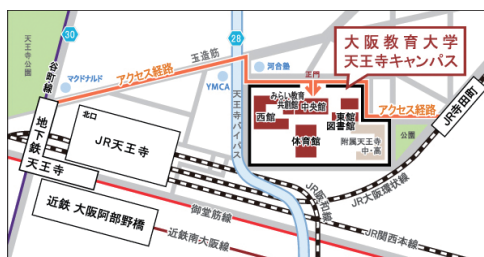 天王寺公園
30
谷町線
マクドナルド
アクセス経路
玉造筋
28
YMCA
河合塾
天王寺バイパス
大阪教育大学
天王寺キャンパス
正門
みらい教育
共創館
中央館
西館
東館
図書館
体育館
附属天王寺
中・高
アクセス経路
公園
JR寺田町
北口
JR天王寺
地下鉄
天王寺
近鉄 大阪阿部野橋
御堂筋線
近鉄南大阪線
JR阪和線
JR大阪環状線
JR関西本線